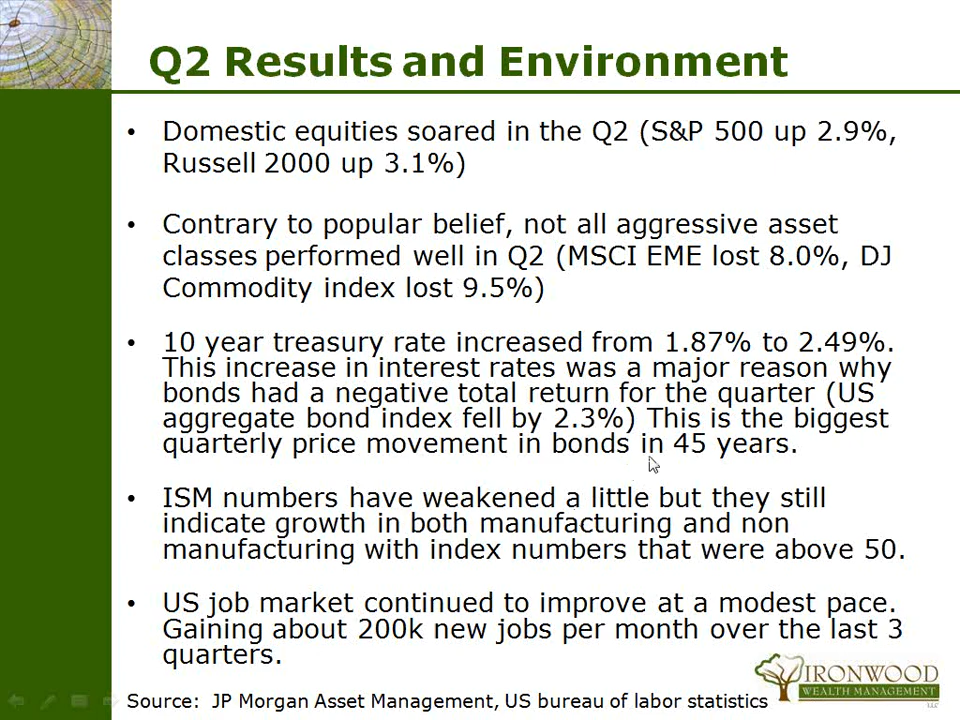 Q2 Results and Environment
• Domestic equities soared in the Q2 (S&P 500 up 2.9%,
Russell 2000 up 3.1%)
• Contrary to popular belief, not all aggressive asset
classes performed well in Q2 (MSCI EME lost 8.0%, DJ
Commodity index lost 9.5%)
• 10 year treasury rate increased from 1.87% to 2.49%.
This increase in interest rates was a major reason why
bonds had a negative total return for the quarter (US
aggregate bond index fell by 2.3%) This is the biggest
quarterly price movement in bonds in 45 years.
• ISM numbers have weakened a little but they still
indicate growth in both manufacturing and non
manufacturing with index numbers that were above 50.
• US job market continued to improve at a modest pace.
Gaining about 200k new jobs per month over the last 3
quarters.
IRONWOOD
WEALTH MANAGEMENT
LLC
Source: JP Morgan Asset Management, US bureau of labor statistics